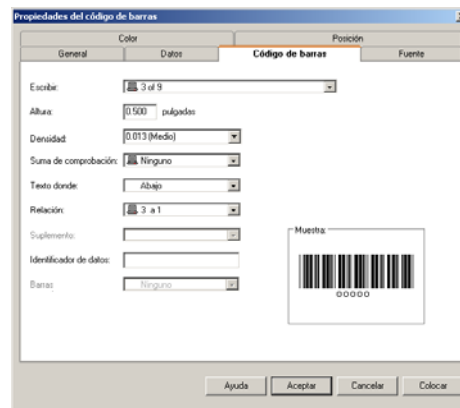 Propiedades del código de barras
Color Posición
General Datos Código de barras Fuente
Escribir: 3 of 9
Altura: 0.500 pulgadas
Densidad: 0.013 (Medio)
Suma de comprobación: Ninguno
Texto donde: Abajo
Relación: 3 a 1
Suplemento:
Muestra:
Identificador de datos:
00000
Barras Ninguno
Ayuda Aceptar Cancelar Colocar